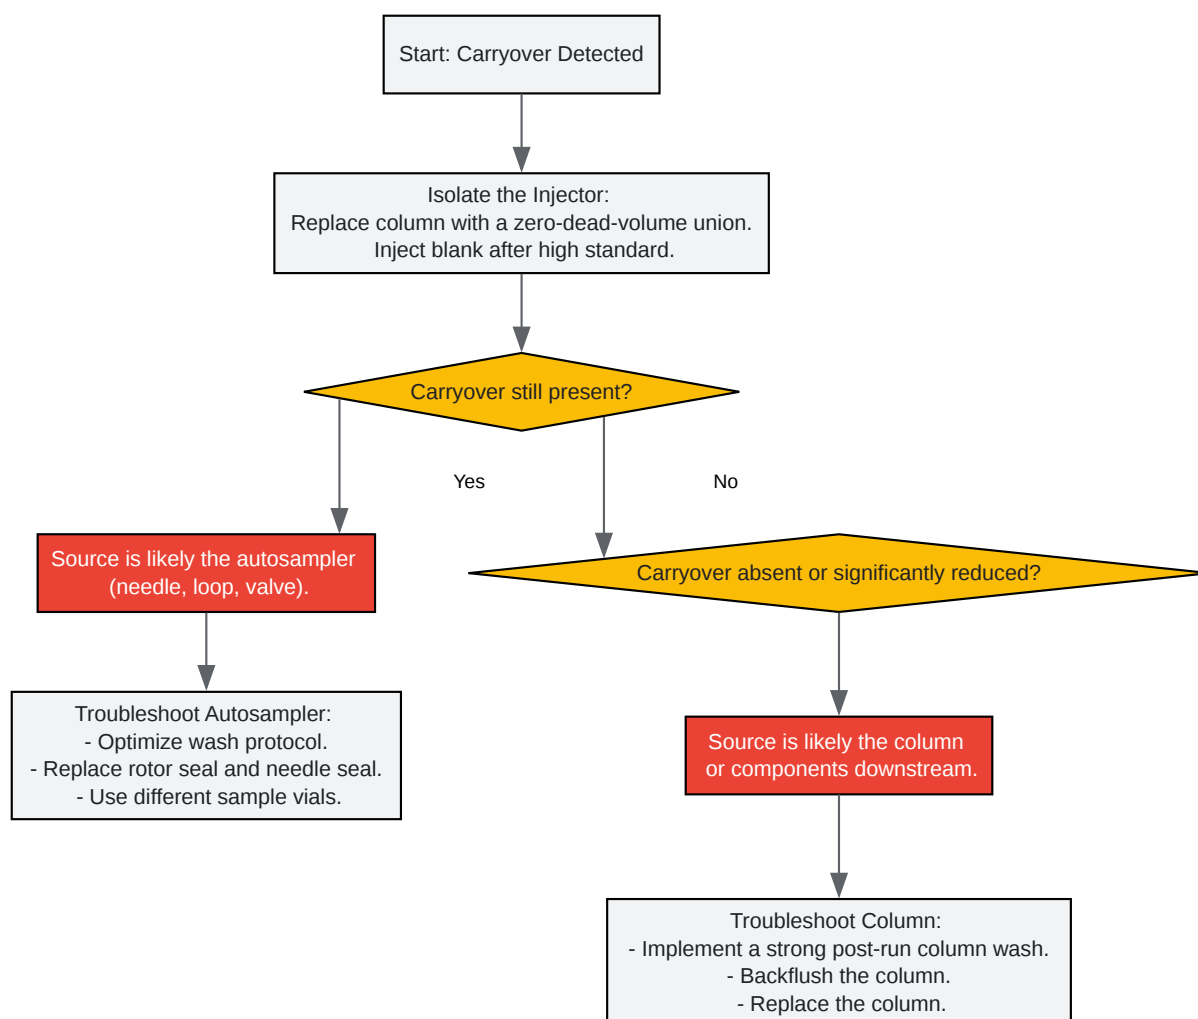 Start: Carryover Detected
Isolate the Injector:
Replace column with a zero-dead-volume union.
Inject blank after high standard.
Carryover still present?
Yes
No
Source is likely the autosampler
(needle, loop, valve).
Carryover absent or significantly reduced?
Troubleshoot Autosampler:
- Optimize wash protocol.
- Replace rotor seal and needle seal.
- Use different sample vials.
Source is likely the column
or components downstream.
Troubleshoot Column:
- Implement a strong post-run column wash.
- Backflush the column.
- Replace the column.